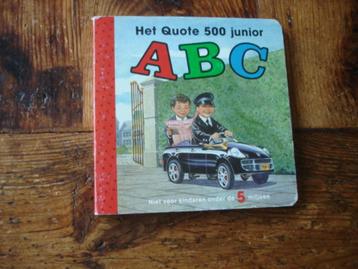 Het Quote 500 junior
ABC
Niet voor kinderen onder de 5 miljoen